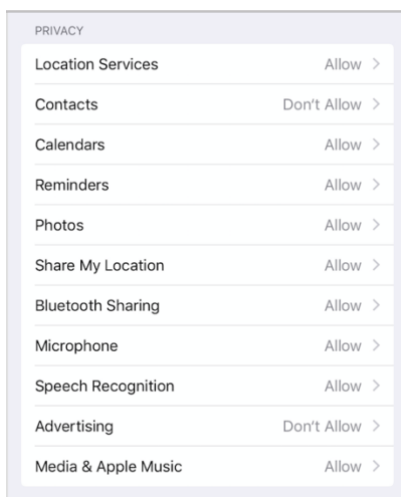 PRIVACY
Location Services Allow
Contacts Don't Allow
Calendars Allow
Reminders Allow
Photos Allow
Share My Location Allow
Bluetooth Sharing Allow
Microphone Allow
Speech Recognition Allow
Advertising Don't Allow
Media & Apple Music Allow